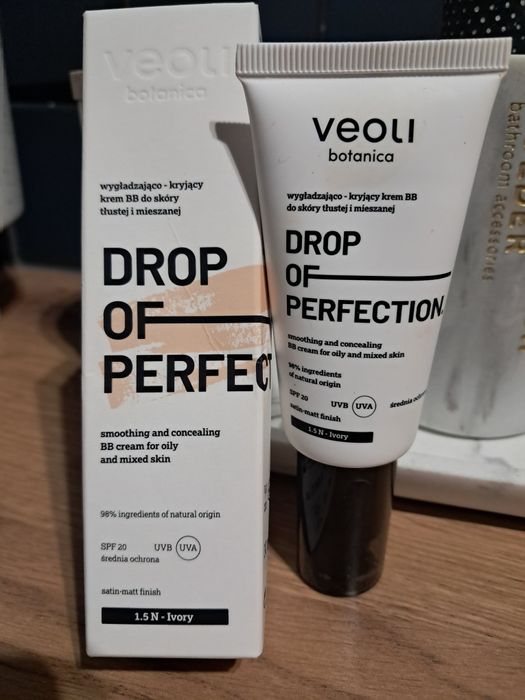 veoli
botanica
wygładzająco - kryjący
krem BB do skóry
tłustej i mieszanej
DROP
OF
PERFECT
smoothing and concealing
BB cream for oily
and mixed skin
98% ingredients of natural origin
SPF 20 UVB UVA
średnia ochrona
satin-matt finish
1.5 N - Ivory
veoli
botanica
wygładzająco - kryjący krem BB
do skóry tłustej i mieszanej
DROP
OF
PERFECTION.
smoothing and concealing
BB cream for oily and mixed skin
98% ingredients
of natural origin
SPF 20 UVB UVA średnia ochro
satin-matt finish
1.5 N - Ivory
bathroom accessories